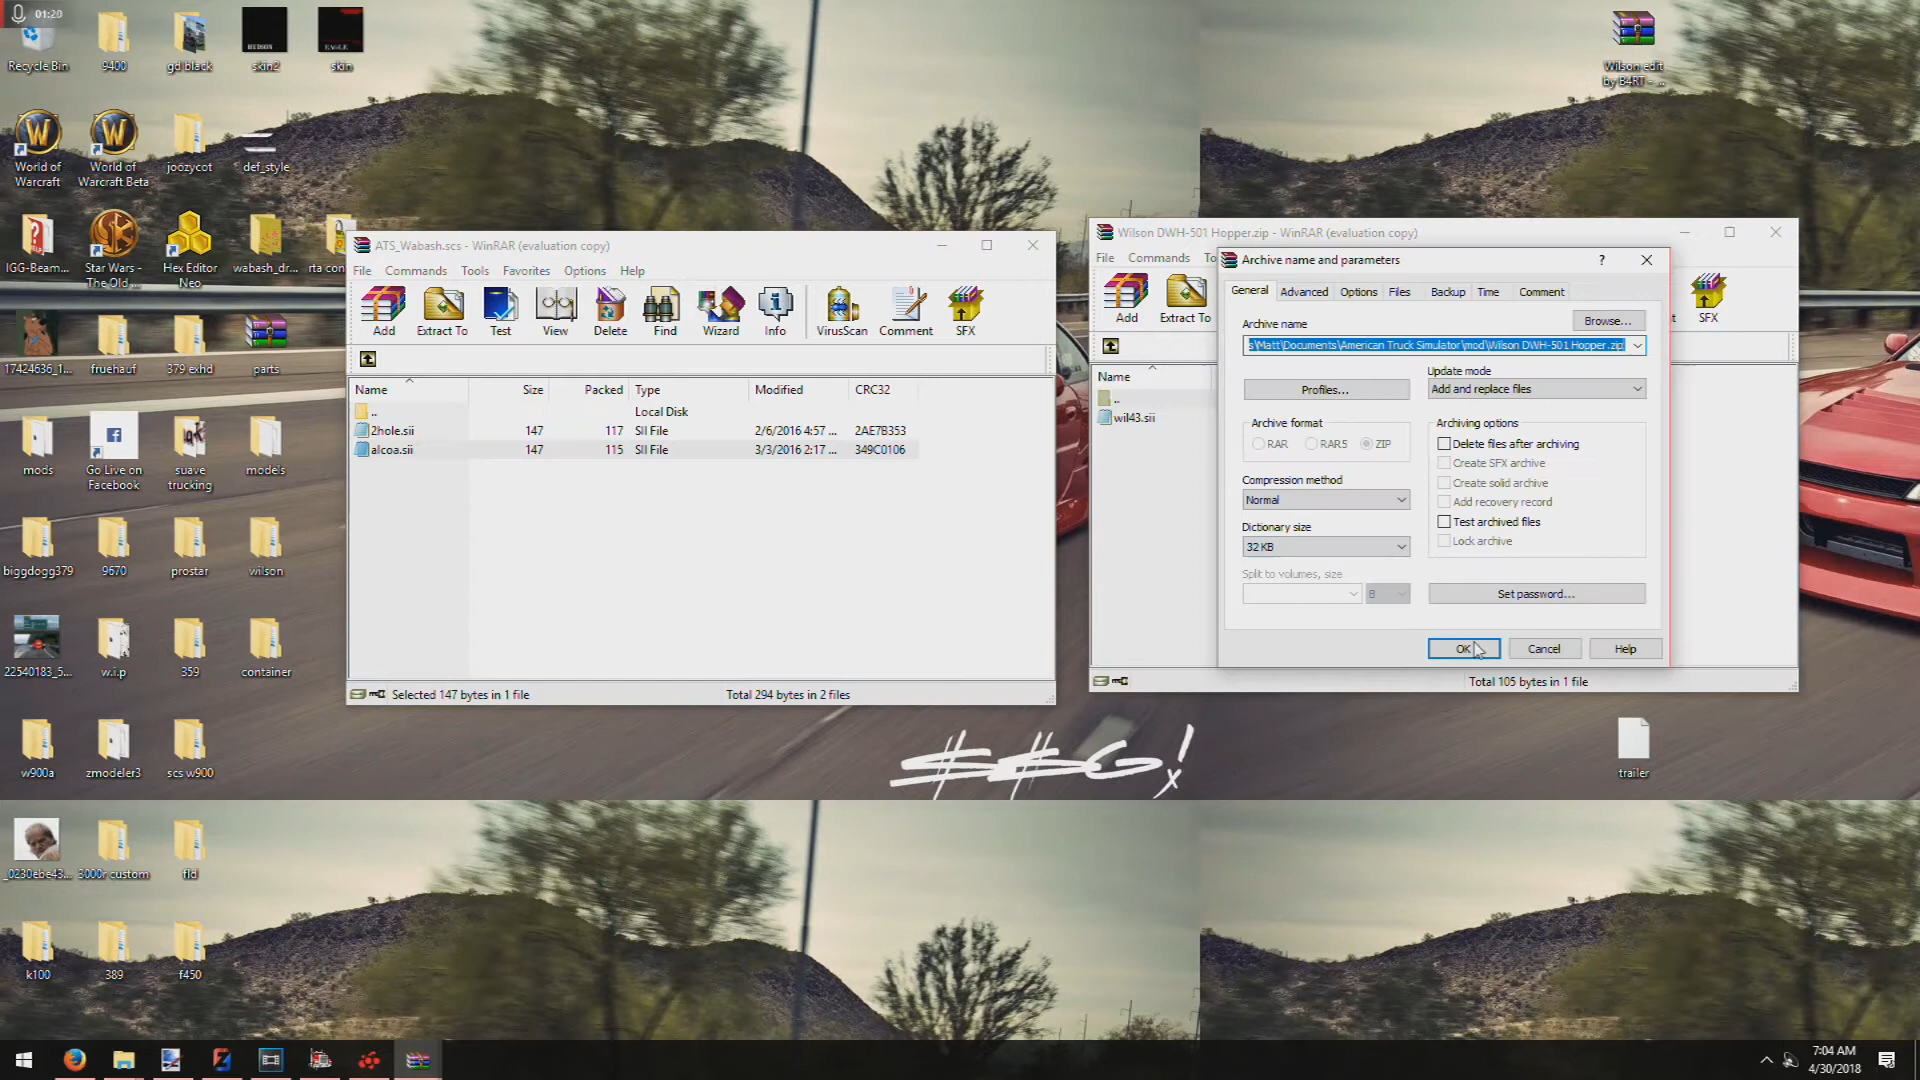 01:20
Recycle Bin
9400
gd black
HUDSON
skin2
EAGLE
skin
Wilson edit
by B4RT - ...
World of
Warcraft
World of
Warcraft Beta
joozycot
def_style
IGG-Beam...
Star Wars -
The Old ...
Hex Editor
Neo
wabash_dr...
rta con
17424636_1...
fruehauf
379 exhd
parts
mods
Go Live on
Facebook
suave
trucking
models
biggdogg379
9670
prostar
wilson
22540183_5...
w.i.p
359
container
w900a
zmodeler3
scs w900
_0230ebe43...
3000r custom
fld
k100
389
f450
trailer
ATS_Wabash.scs - WinRAR (evaluation copy)
File Commands Tools Favorites Options Help
Add Extract To Test View Delete Find Wizard Info VirusScan Comment SFX
Name Size Packed Type Modified CRC32
.. Local Disk
2hole.sii 147 117 SII File 2/6/2016 4:57 ... 2AE7B353
alcoa.sii 147 115 SII File 3/3/2016 2:17 ... 349C0106
Selected 147 bytes in 1 file Total 294 bytes in 2 files
Wilson DWH-501 Hopper.zip - WinRAR (evaluation copy)
File Commands To
Add Extract To t SFX
Name
..
wil43.sii
Total 105 bytes in 1 file
Archive name and parameters ?
General Advanced Options Files Backup Time Comment
Archive name Browse...
s\Matt\Documents\American Truck Simulator\mod\Wilson DWH-501 Hopper.zip
Profiles...
Update mode
Add and replace files
Archive format
RAR RAR5 ZIP
Compression method
Normal
Dictionary size
32 KB
Split to volumes, size
B
Archiving options
Delete files after archiving
Create SFX archive
Create solid archive
Add recovery record
Test archived files
Lock archive
Set password...
OK Cancel Help
$$G!
7:04 AM
4/30/2018